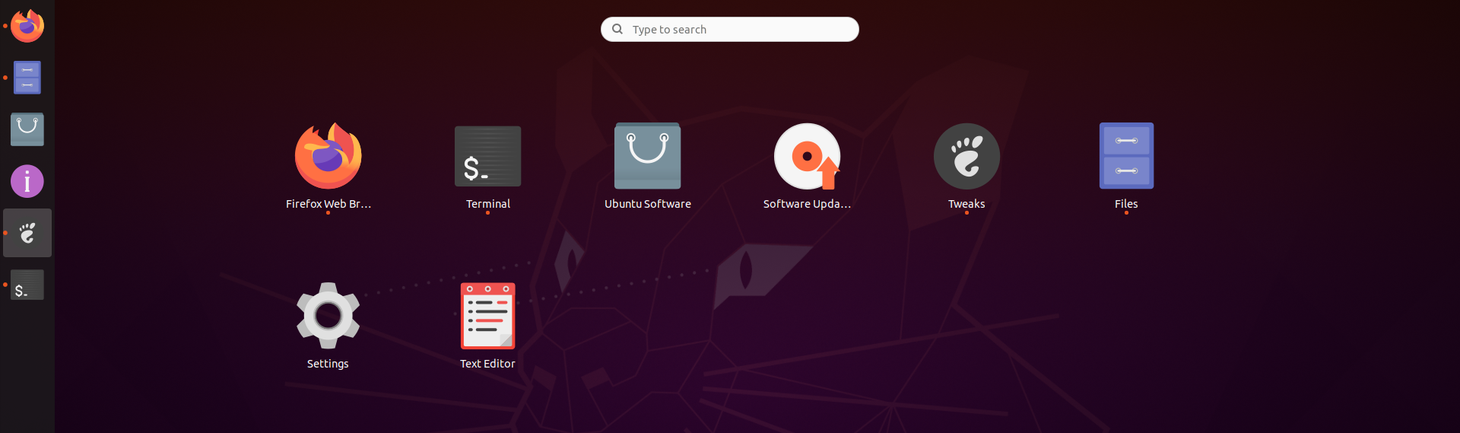 Type to search
Firefox Web Br…
Terminal
Ubuntu Software
Software Upda…
Tweaks
Files
Settings
Text Editor